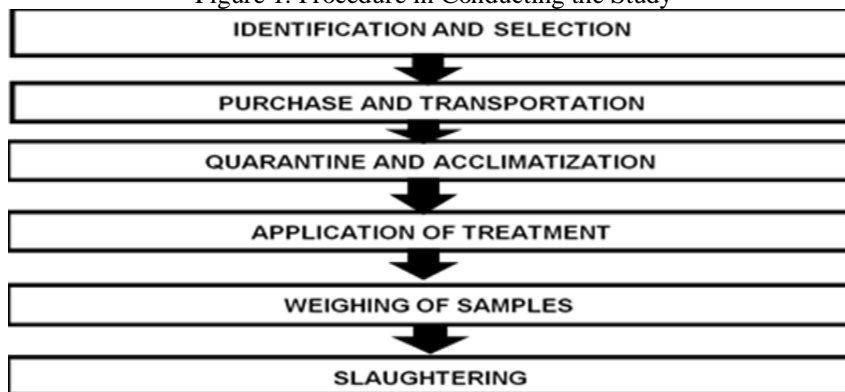 Figure 1. Procedure in Conducting the Study
IDENTIFICATION AND SELECTION
PURCHASE AND TRANSPORTATION
QUARANTINE AND ACCLIMATIZATION
APPLICATION OF TREATMENT
WEIGHING OF SAMPLES
SLAUGHTERING